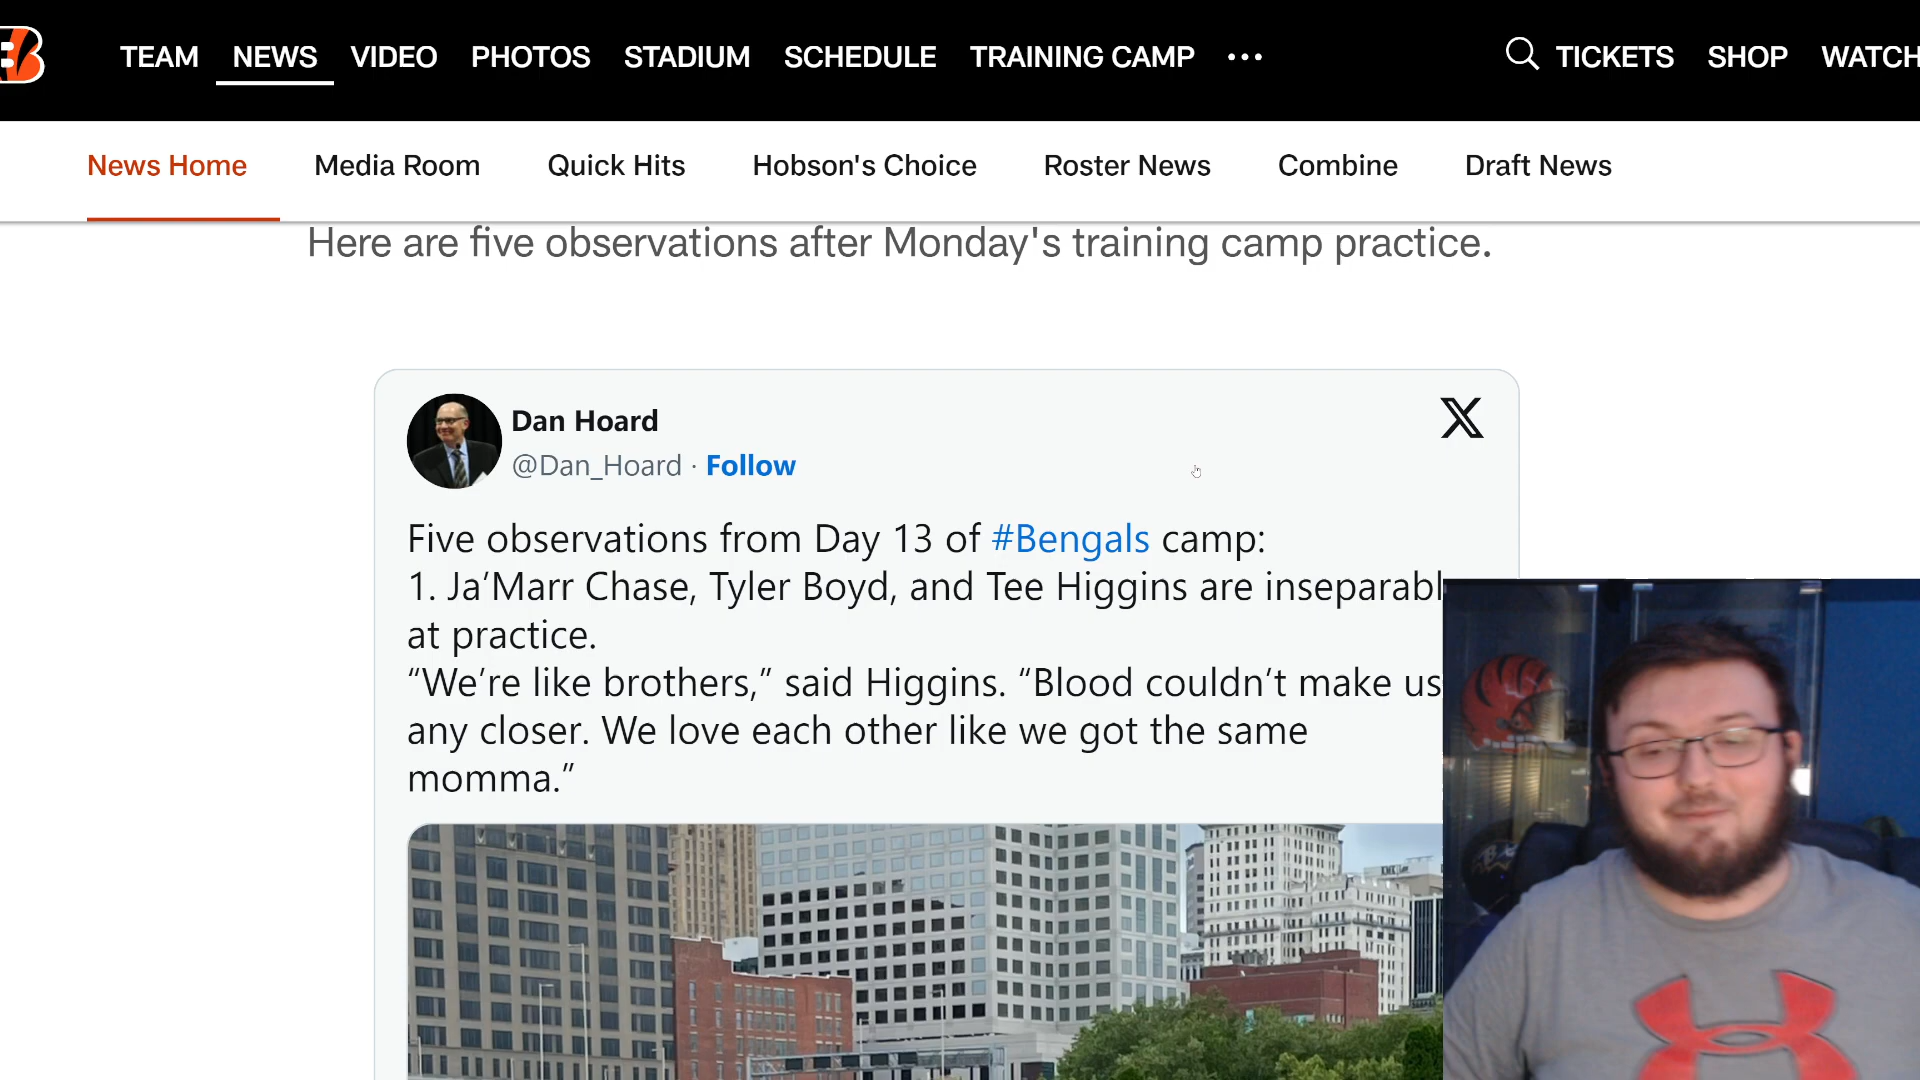 TEAM NEWS VIDEO PHOTOS STADIUM SCHEDULE TRAINING CAMP ••• TICKETS SHOP WATCH
News Home Media Room Quick Hits Hobson's Choice Roster News Combine Draft News
Here are five observations after Monday's training camp practice.
Dan Hoard
@Dan_Hoard · Follow
Five observations from Day 13 of #Bengals camp:
1. Ja’Marr Chase, Tyler Boyd, and Tee Higgins are inseparabl
at practice.
“We’re like brothers,” said Higgins. “Blood couldn’t make us
any closer. We love each other like we got the same
momma.”